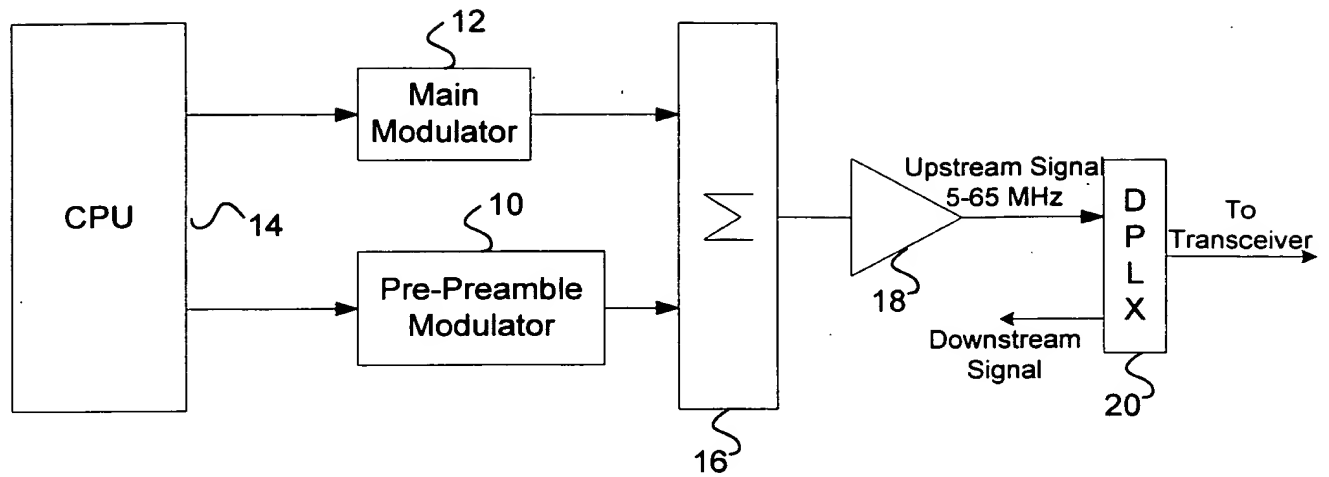 12
Main
Modulator
CPU
14
10
Pre-Preamble
Modulator
Σ
16
18
Upstream Signal
5-65 MHz
D
P
L
X
20
To
Transceiver
Downstream
Signal